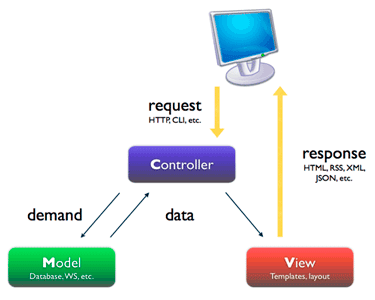 request
HTTP, CLI, etc.
response
HTML, RSS, XML,
JSON, etc.
Controller
demand
data
Model
Database, WS, etc.
View
Templates, layout